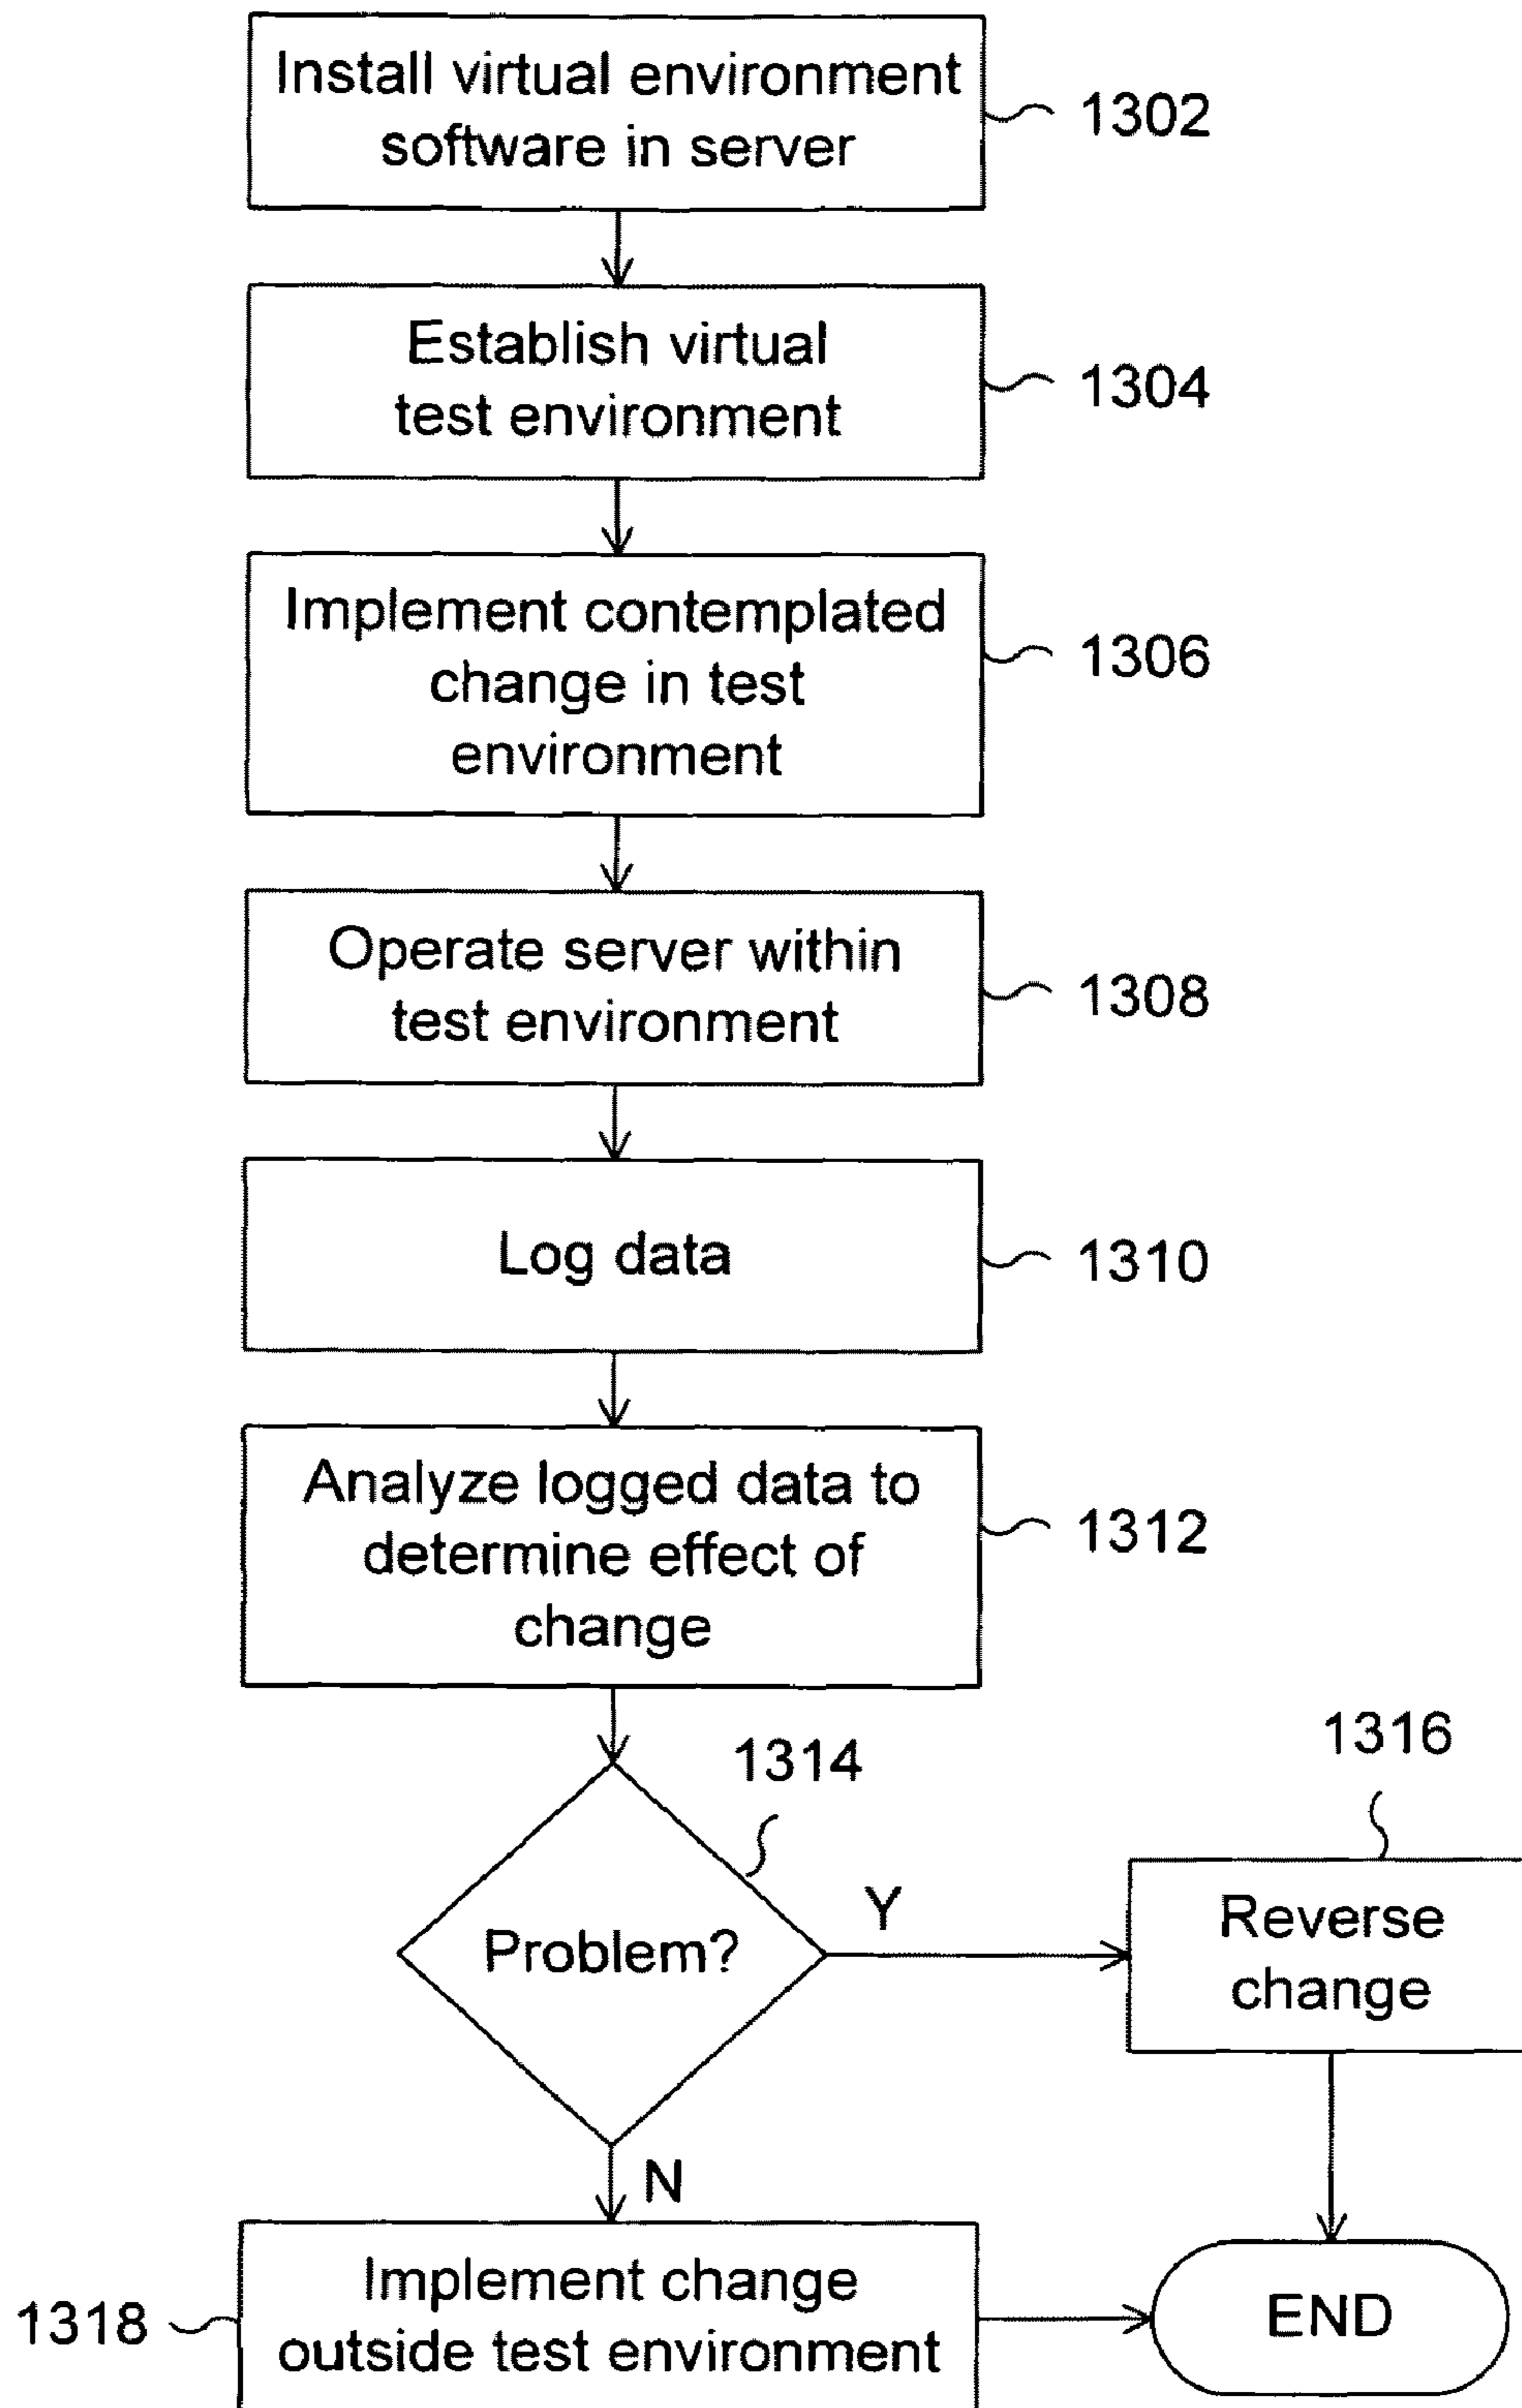 Install virtual environment
software in server
1302
Establish virtual
test environment
1304
Implement contemplated
change in test
environment
1306
Operate server within
test environment
1308
Log data
1310
Analyze logged data to
determine effect of
change
1312
1314
Problem?
Y
N
1316
Reverse
change
1318
Implement change
outside test environment
END